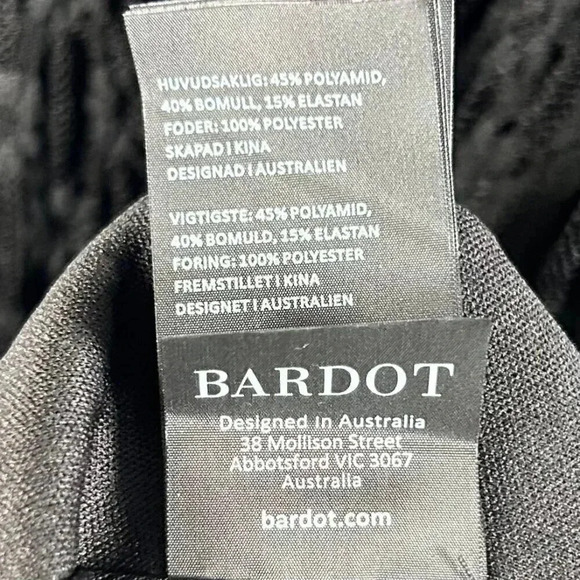 HUVUDSAKLIG: 45% POLYAMID,
40% BOMULL, 15% ELASTAN
FODER: 100% POLYESTER
SKAPAD I KINA
DESIGNAD I AUSTRALIEN
VIGTIGSTE: 45% POLYAMID,
40% BOMULD, 15% ELASTAN
FORING: 100% POLYESTER
FREMSTILLET I KINA
DESIGNET I AUSTRALIEN
BARDOT
Designed in Australia
38 Mollison Street
Abbotsford VIC 3067
Australia
bardot.com